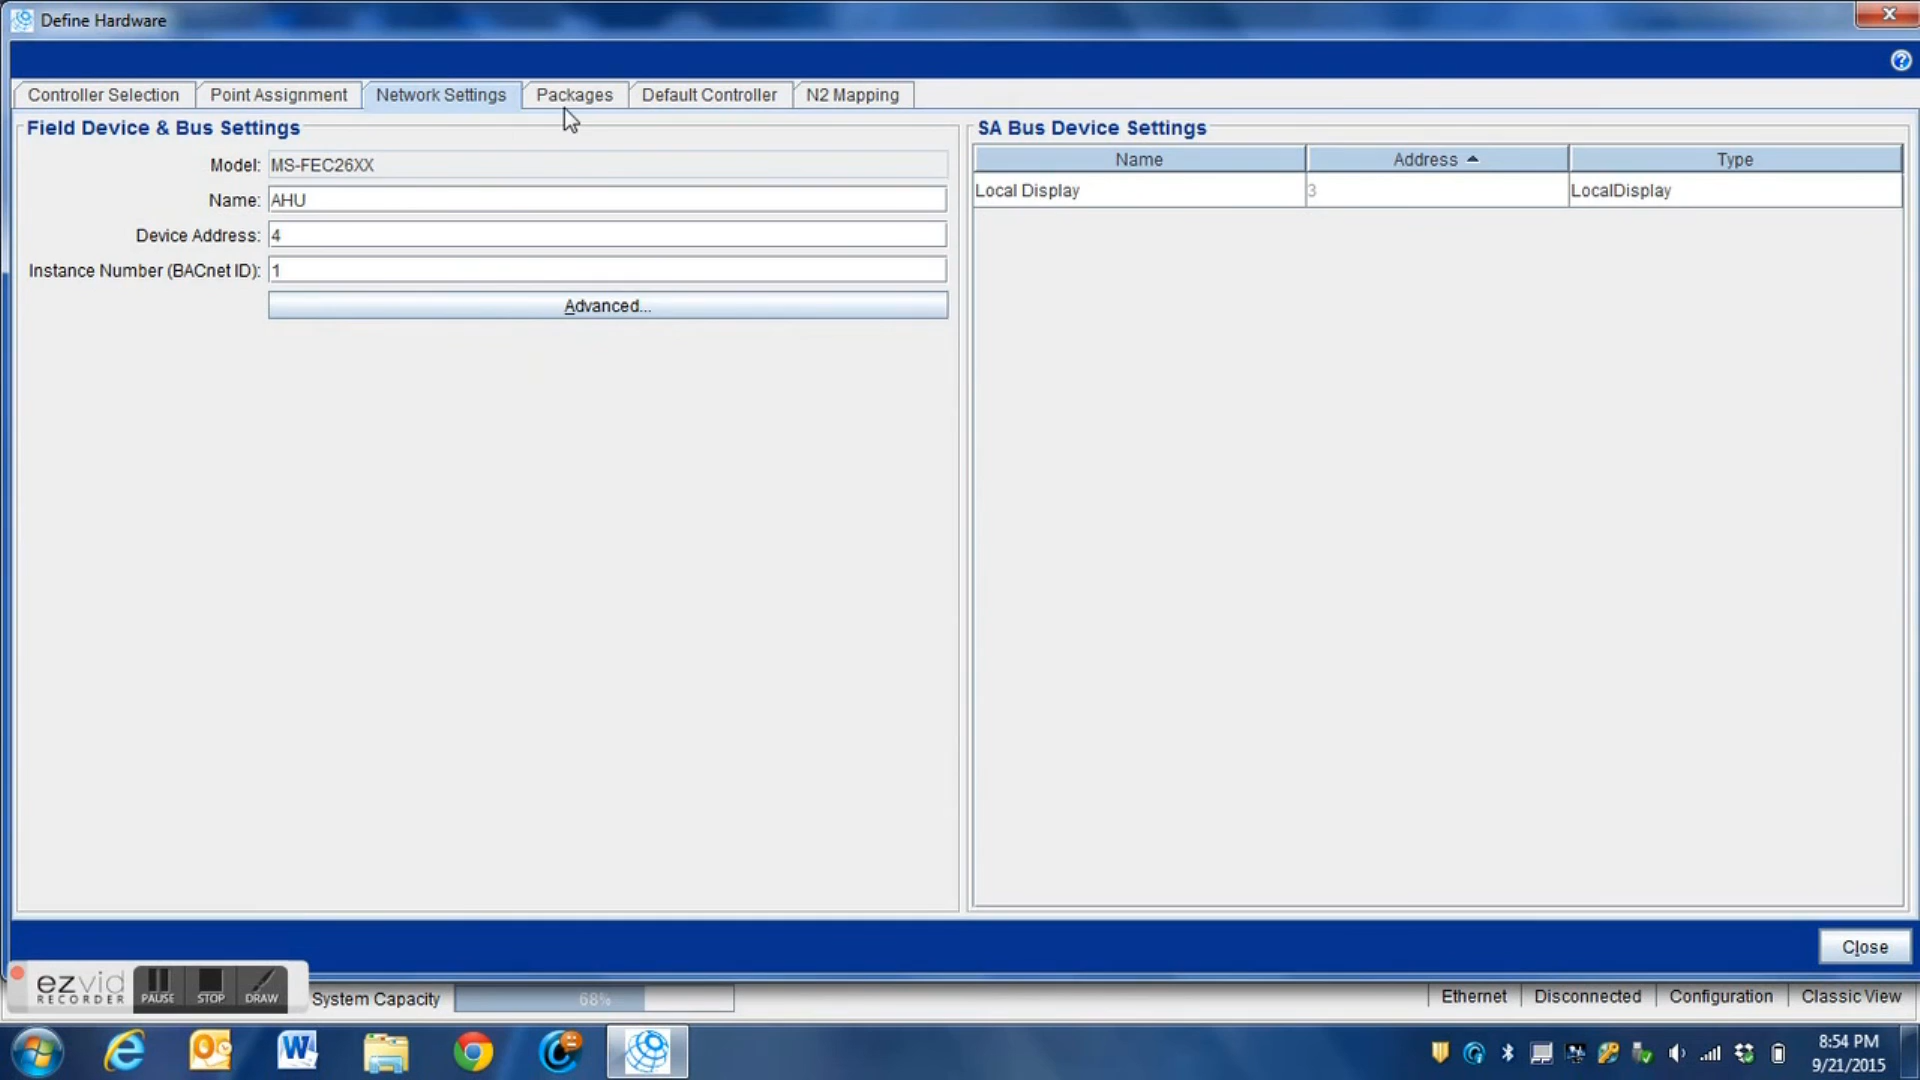 Define Hardware
Controller Selection Point Assignment Network Settings Packages Default Controller N2 Mapping
Field Device & Bus Settings
Model: MS-FEC26XX
Name: AHU
Device Address: 4
Instance Number (BACnet ID): 1
Advanced...
SA Bus Device Settings
Name Address Type
Local Display 3 LocalDisplay
Close
ezvid
RECORDER
PAUSE STOP DRAW
System Capacity 68%
Ethernet Disconnected Configuration Classic View
8:54 PM
9/21/2015